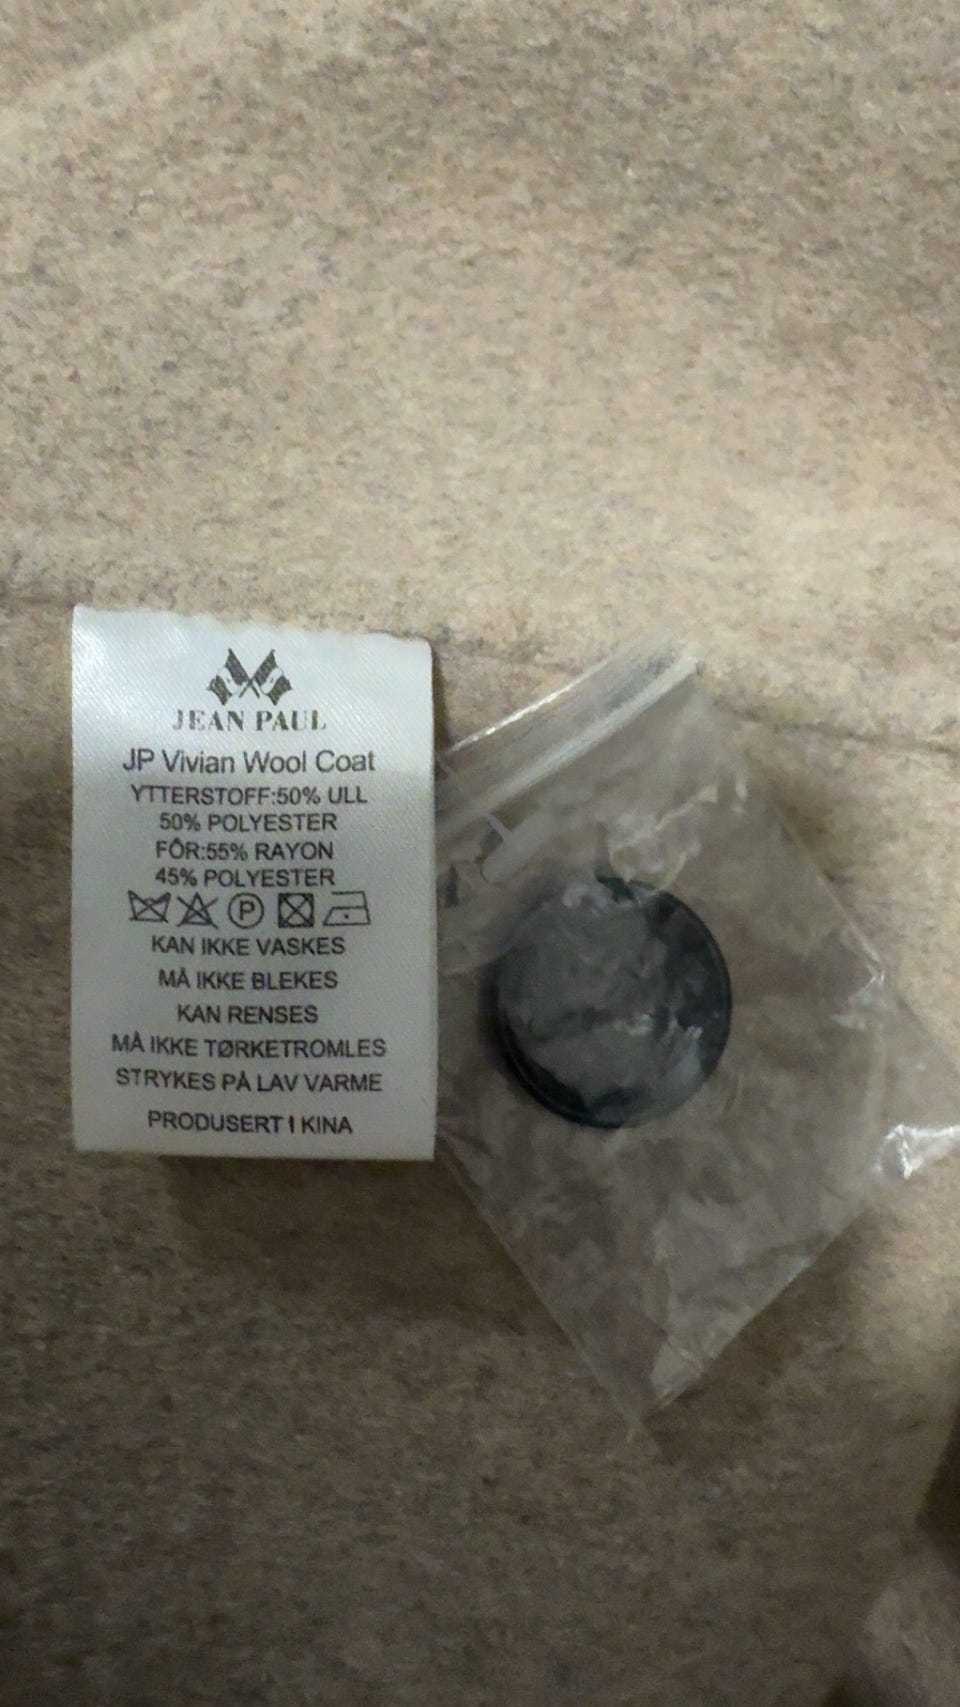 JEAN PAUL
JP Vivian Wool Coat
YTTERSTOFF:50% ULL
50% POLYESTER
FÔR:55% RAYON
45% POLYESTER
P
KAN IKKE VASKES
MÅ IKKE BLEKES
KAN RENSES
MÅ IKKE TØRKETROMLES
STRYKES PÅ LAV VARME
PRODUSERT I KINA